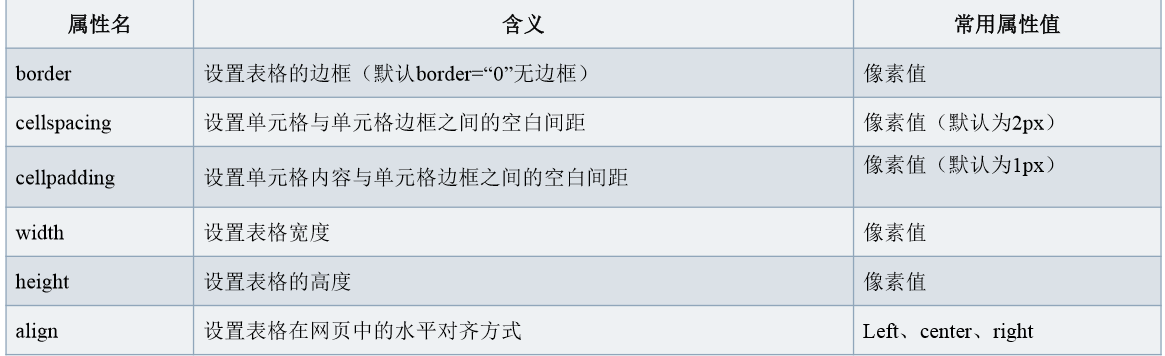 属性名 含义 常用属性值
border 设置表格的边框（默认border=“0”无边框） 像素值
cellspacing 设置单元格与单元格边框之间的空白间距 像素值（默认为2px）
cellpadding 设置单元格内容与单元格边框之间的空白间距 像素值（默认为1px）
width 设置表格宽度 像素值
height 设置表格的高度 像素值
align 设置表格在网页中的水平对齐方式 Left、center、right